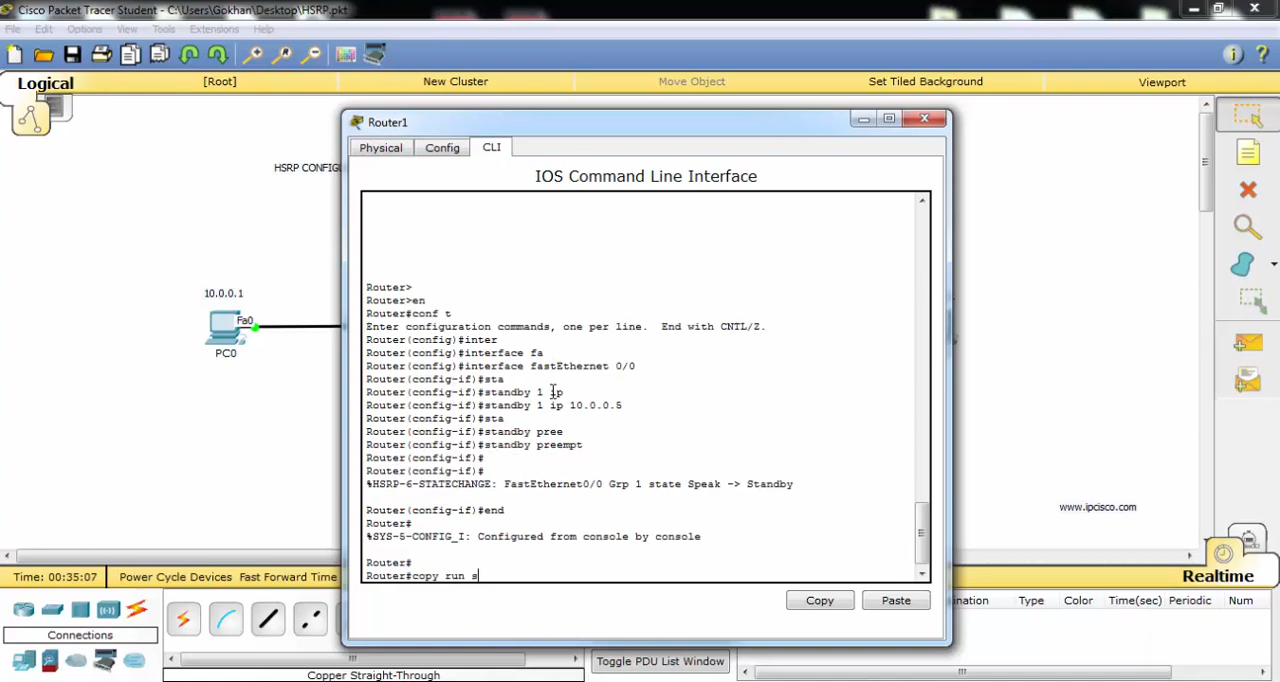 Cisco Packet Tracer Student - C:\Users\Gokhan\Desktop\HSRP.pkt
File Edit Options View Tools Extensions Help
Logical [Root] New Cluster Move Object Set Tiled Background Viewport
HSRP CONFIG
10.0.0.1
Fa0
PC0
Router1
Physical Config CLI
IOS Command Line Interface
Router>
Router>en
Router#conf t
Enter configuration commands, one per line. End with CNTL/Z.
Router(config)#inter
Router(config)#interface fa
Router(config)#interface fastEthernet 0/0
Router(config-if)#sta
Router(config-if)#standby 1 ip
Router(config-if)#standby 1 ip 10.0.0.5
Router(config-if)#sta
Router(config-if)#standby pree
Router(config-if)#standby preempt
Router(config-if)#
Router(config-if)#
%HSRP-6-STATECHANGE: FastEthernet0/0 Grp 1 state Speak -> Standby
Router(config-if)#end
Router#
%SYS-5-CONFIG_I: Configured from console by console
Router#
Router#copy run s
Copy Paste
www.ipcisco.com
Time: 00:35:07 Power Cycle Devices Fast Forward Time
Realtime
Connections
Copper Straight-Through
Toggle PDU List Window
ination Type Color Time(sec) Periodic Num